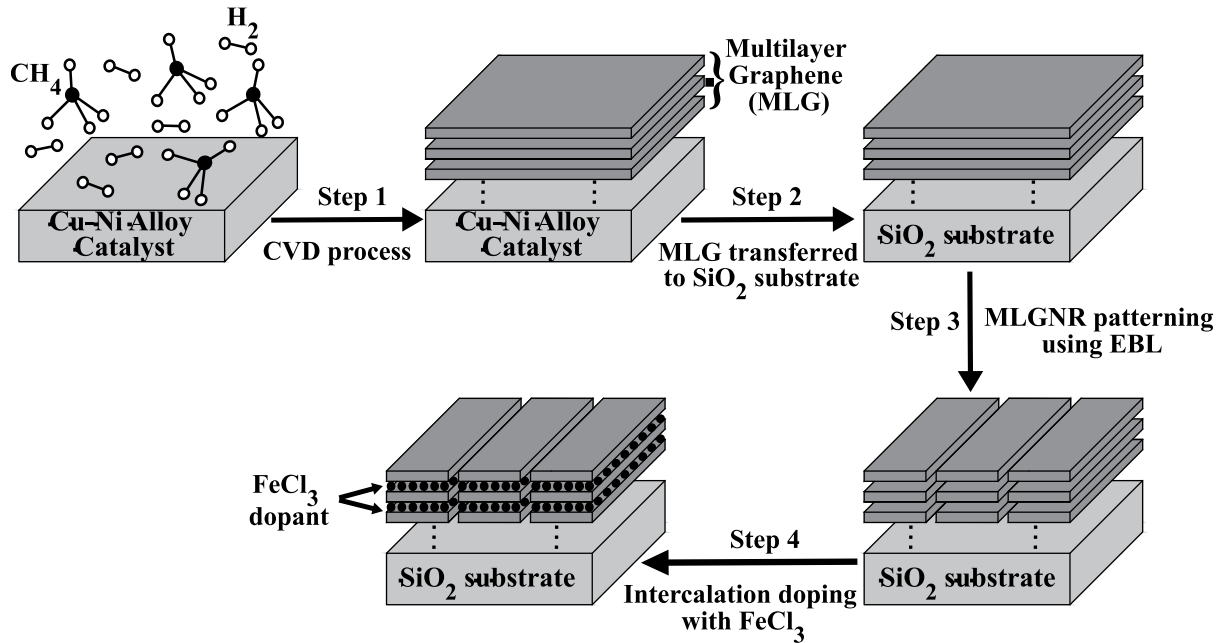 H2
CH4
Cu-Ni Alloy
Catalyst
Step 1
CVD process
Multilayer
Graphene
(MLG)
Cu-Ni Alloy
Catalyst
Step 2
MLG transferred
to SiO2 substrate
SiO2 substrate
Step 3
MLGNR patterning
using EBL
SiO2 substrate
Step 4
Intercalation doping
with FeCl3
FeCl3
dopant
SiO2 substrate